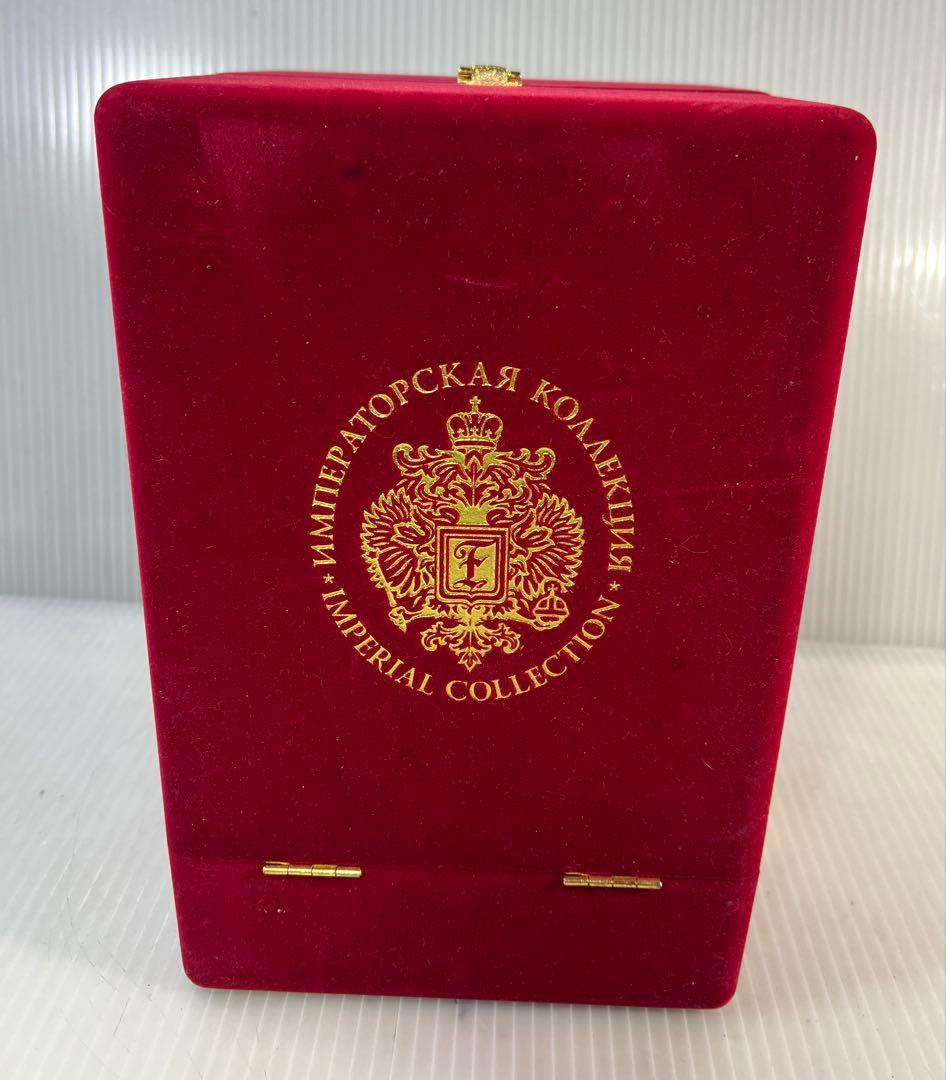 ИМПЕРАТОРСКАЯ КОЛЛЕКЦИЯ
F
* IMPERIAL COLLECTION *